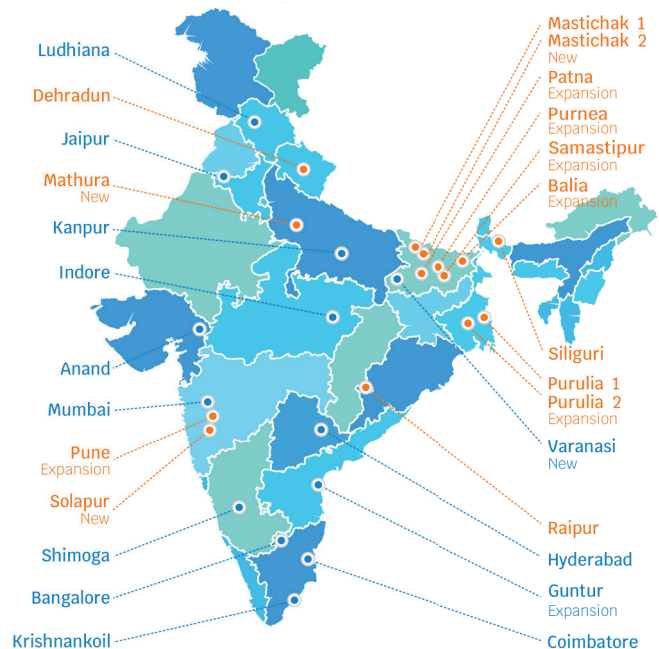 Ludhiana
Dehradun
Jaipur
Mathura
New
Kanpur
Indore
Anand
Mumbai
Pune
Expansion
Solapur
New
Shimoga
Bangalore
Krishnankoil
Mastichak 1
Mastichak 2
New
Patna
Expansion
Purnea
Expansion
Samastipur
Expansion
Balia
Expansion
Siliguri
Purulia 1
Purulia 2
Expansion
Varanasi
New
Raipur
Hyderabad
Guntur
Expansion
Coimbatore